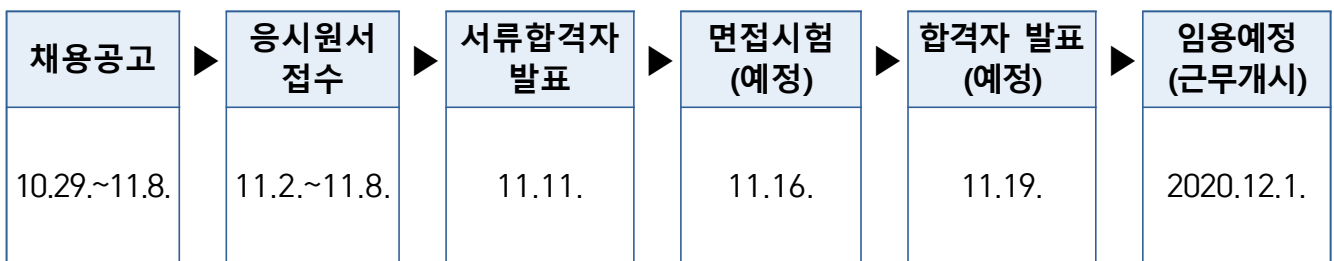 채용공고
▶
응시원서
접수
▶
서류합격자
발표
▶
면접시험
(예정)
▶
합격자 발표
(예정)
▶
임용예정
(근무개시)
10.29.~11.8.
11.2.~11.8.
11.11.
11.16.
11.19.
2020.12.1.